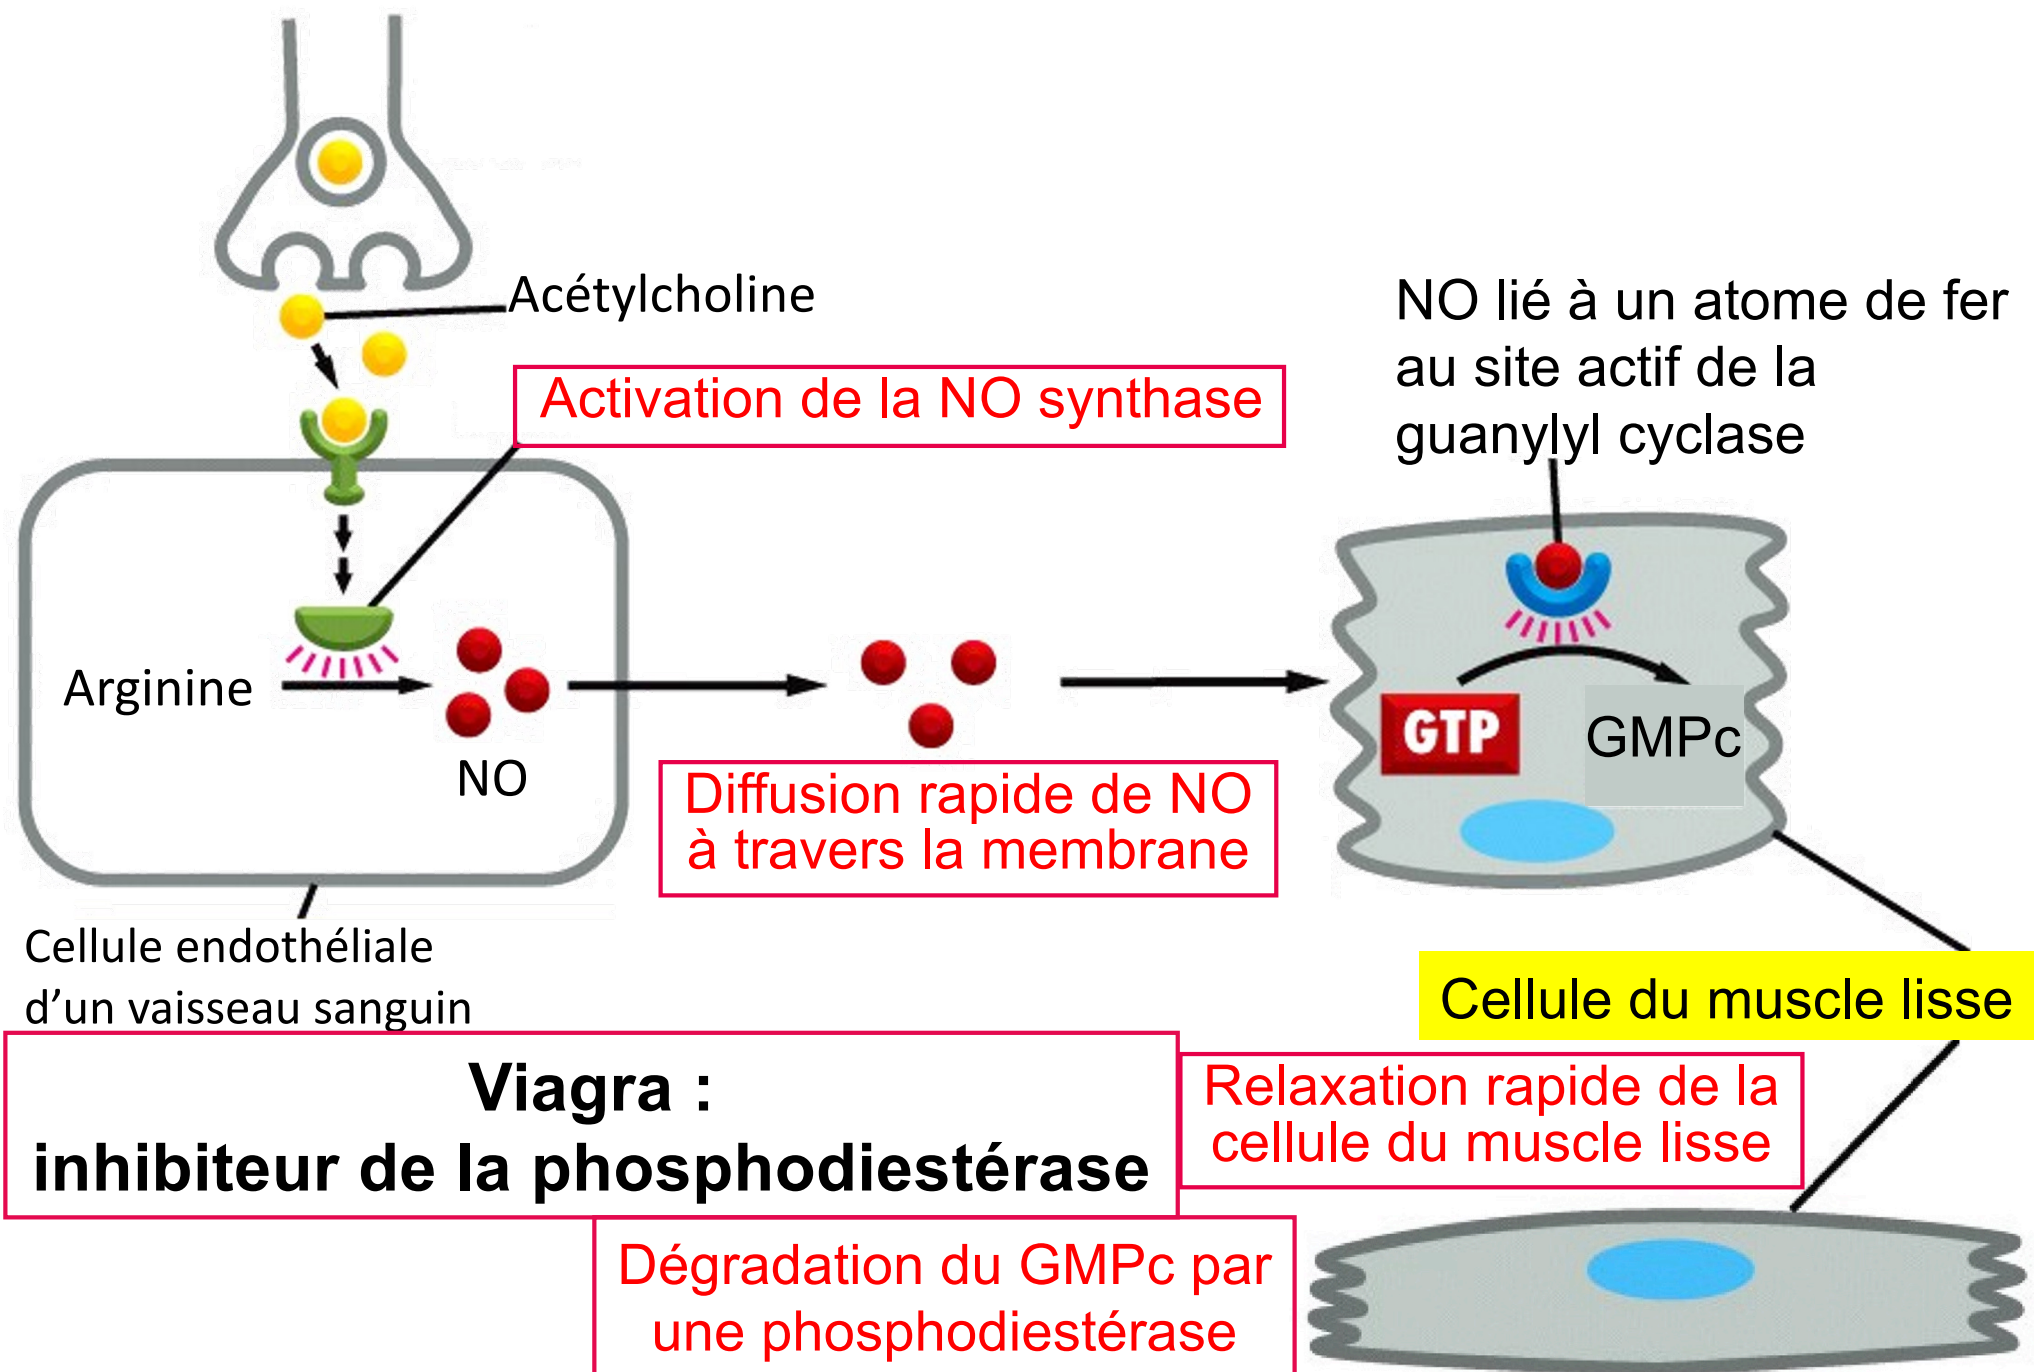 Acétylcholine
Activation de la NO synthase
NO lié à un atome de fer
au site actif de la
guanylyl cyclase
Arginine
NO
Diffusion rapide de NO
à travers la membrane
GTP
GMPc
Cellule endothéliale
d’un vaisseau sanguin
Cellule du muscle lisse
Viagra :
inhibiteur de la phosphodiestérase
Relaxation rapide de la
cellule du muscle lisse
Dégradation du GMPc par
une phosphodiestérase